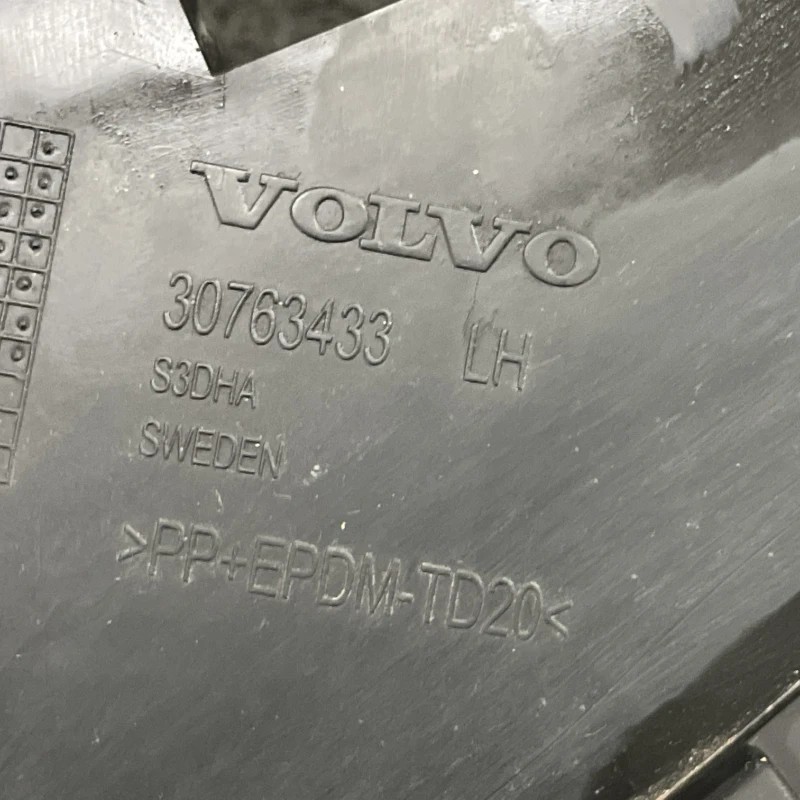 VOLVO
30763433 LH
S3DHA
SWEDEN
>PP+EPDM-TD20<